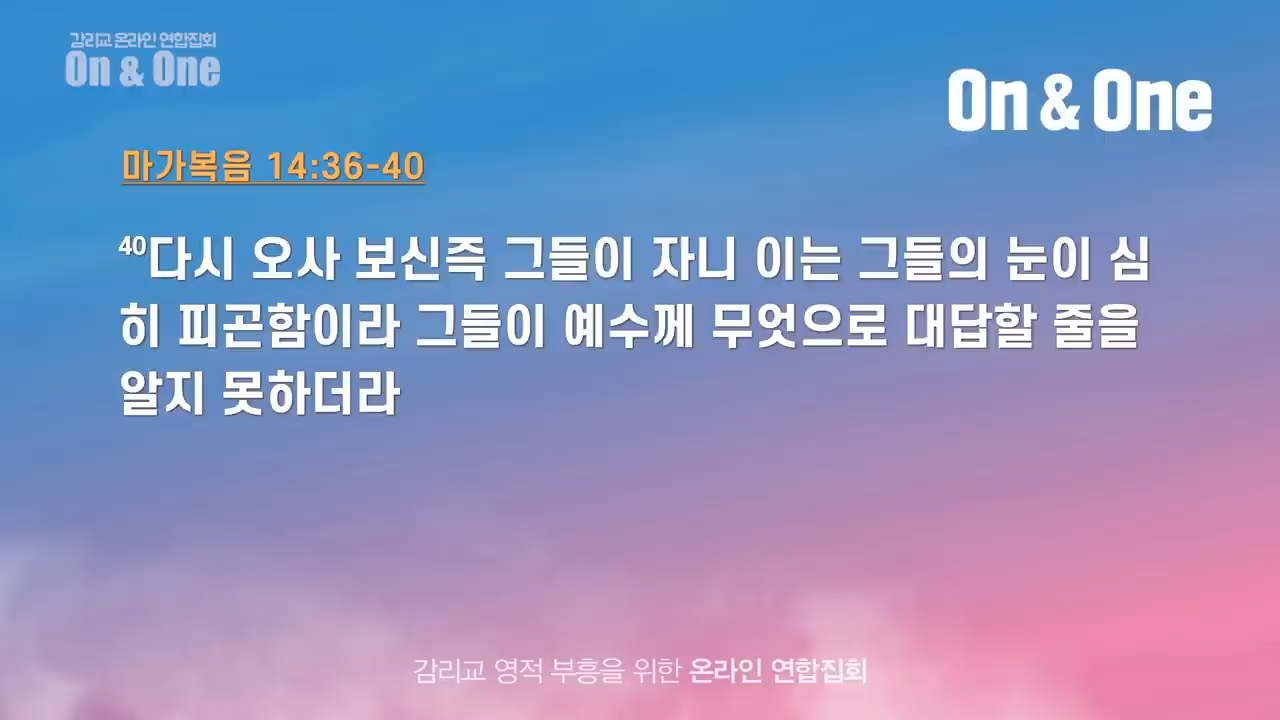 감리교 온라인 연합집회
On & One
On & One
마가복음 14:36-40
40다시 오사 보신즉 그들이 자니 이는 그들의 눈이 심
히 피곤함이라 그들이 예수께 무엇으로 대답할 줄을
알지 못하더라
감리교 영적 부흥을 위한 온라인 연합집회